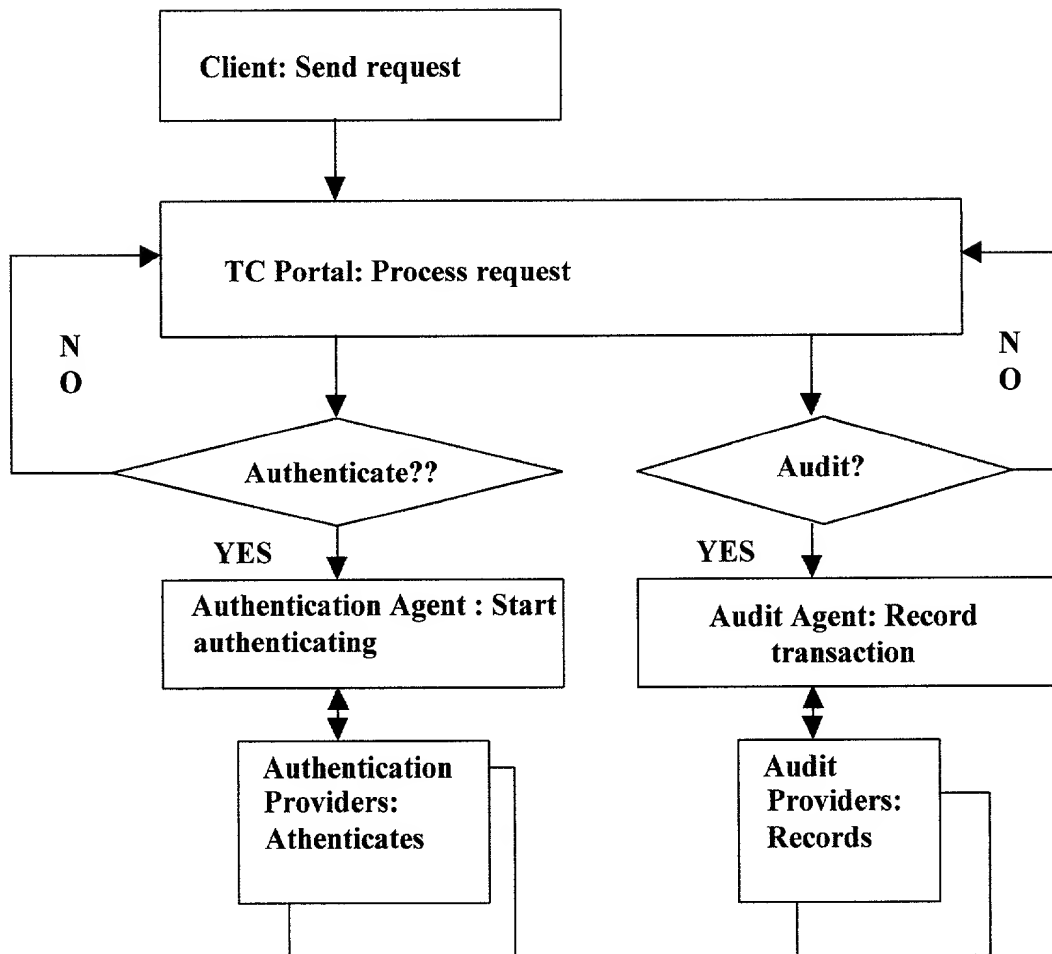 Client: Send request
TC Portal: Process request
N
O
N
O
Authenticate??
Audit?
YES
YES
Authentication Agent : Start
authenticating
Audit Agent: Record
transaction
Authentication
Providers:
Athenticates
Audit
Providers:
Records